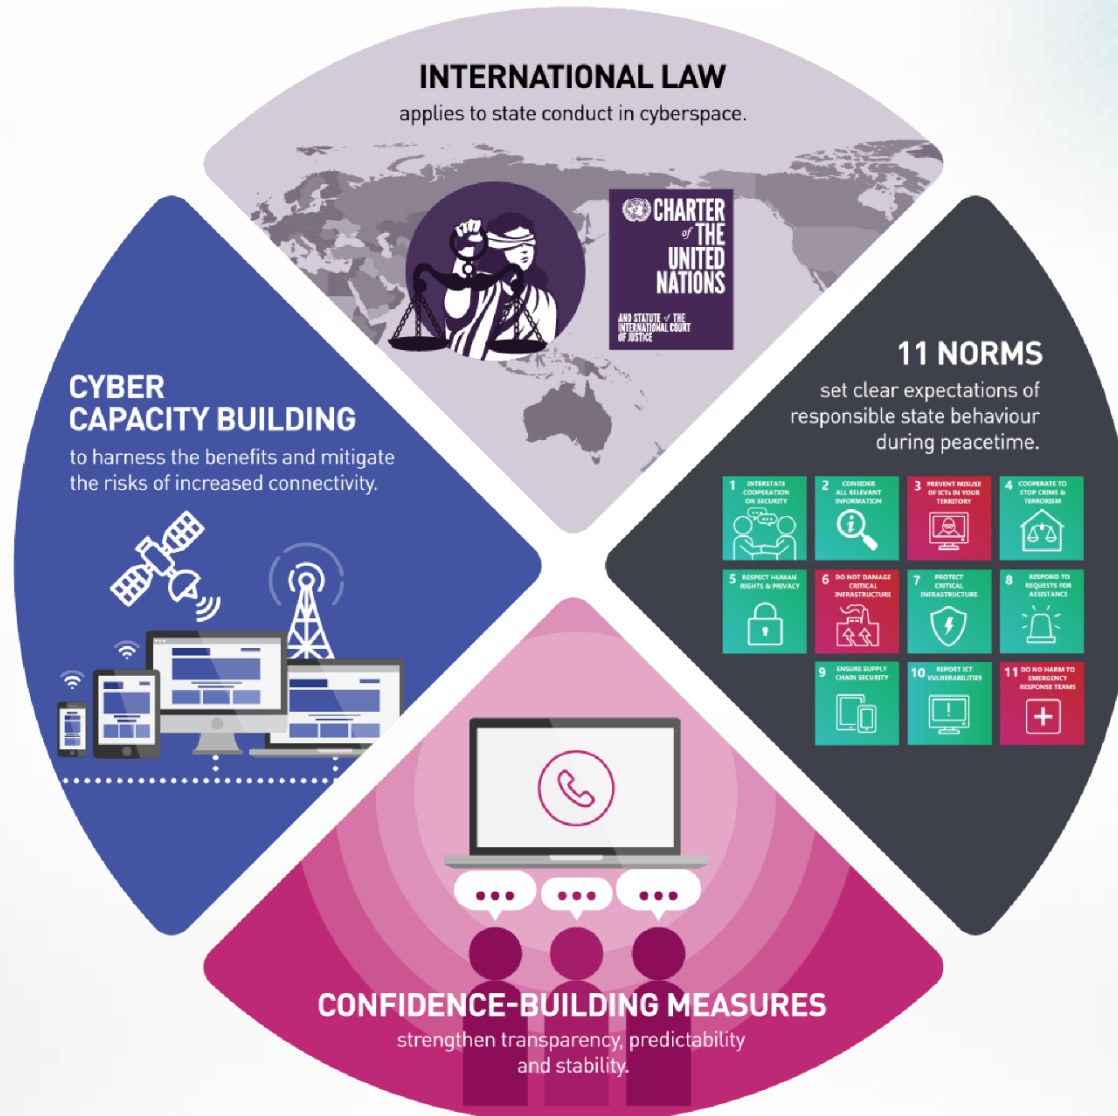 INTERNATIONAL LAW
applies to state conduct in cyberspace.
CHARTER
of THE
UNITED
NATIONS
AND STATUTE of THE
INTERNATIONAL COURT
OF JUSTICE
11 NORMS
set clear expectations of
responsible state behaviour
during peacetime.
1 INTERSTATE
COOPERATION
ON SECURITY
2 CONSIDER
ALL RELEVANT
INFORMATION
3 PREVENT MISUSE
OF ICTs IN YOUR
TERRITORY
4 COOPERATE TO
STOP CRIME &
TERRORISM
5 RESPECT HUMAN
RIGHTS & PRIVACY
6 DO NOT DAMAGE
CRITICAL
INFRASTRUCTURE
7 PROTECT
CRITICAL
INFRASTRUCTURE
8 RESPOND TO
REQUESTS FOR
ASSISTANCE
9 ENSURE SUPPLY
CHAIN SECURITY
10 REPORT ICT
VULNERABILITIES
11 DO NO HARM TO
EMERGENCY
RESPONSE TEAMS
CYBER
CAPACITY BUILDING
to harness the benefits and mitigate
the risks of increased connectivity.
CONFIDENCE-BUILDING MEASURES
strengthen transparency, predictability
and stability.